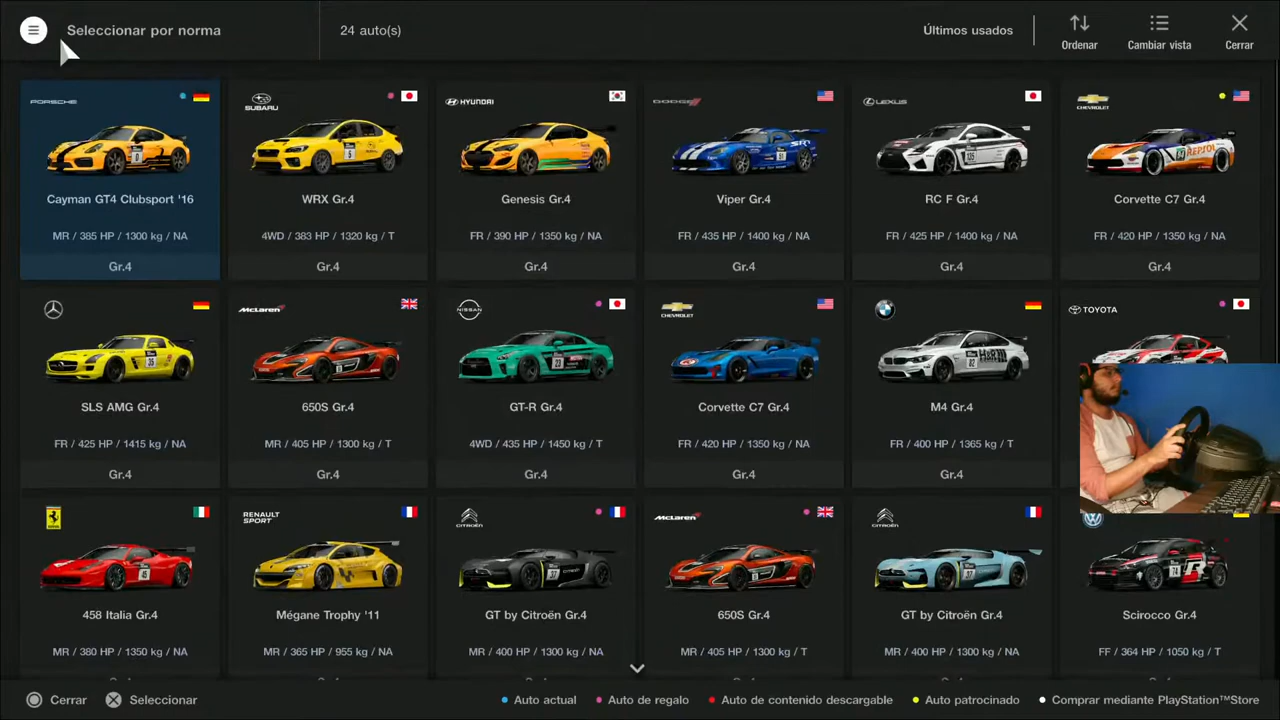 Seleccionar por norma
24 auto(s)
Últimos usados
Ordenar
Cambiar vista
Cerrar
PORSCHE
Cayman GT4 Clubsport '16
MR / 385 HP / 1300 kg / NA
Gr.4
SUBARU
WRX Gr.4
4WD / 383 HP / 1320 kg / T
Gr.4
HYUNDAI
Genesis Gr.4
FR / 390 HP / 1350 kg / NA
Gr.4
DODGE
Viper Gr.4
FR / 435 HP / 1400 kg / NA
Gr.4
LEXUS
RC F Gr.4
FR / 425 HP / 1400 kg / NA
Gr.4
CHEVROLET
REPSOL
Corvette C7 Gr.4
FR / 420 HP / 1350 kg / NA
Gr.4
SLS AMG Gr.4
FR / 425 HP / 1415 kg / NA
Gr.4
McLaren
650S Gr.4
MR / 405 HP / 1300 kg / T
Gr.4
NISSAN
GT-R Gr.4
4WD / 435 HP / 1450 kg / T
Gr.4
CHEVROLET
Corvette C7 Gr.4
FR / 420 HP / 1350 kg / NA
Gr.4
BMW
M4 Gr.4
FR / 400 HP / 1365 kg / T
Gr.4
TOYOTA
Ferrari
458 Italia Gr.4
MR / 380 HP / 1350 kg / NA
RENAULT SPORT
Mégane Trophy '11
MR / 365 HP / 955 kg / NA
CITROËN
GT by Citroën Gr.4
MR / 400 HP / 1300 kg / NA
McLaren
650S Gr.4
MR / 405 HP / 1300 kg / T
CITROËN
GT by Citroën Gr.4
MR / 400 HP / 1300 kg / NA
Scirocco Gr.4
FF / 364 HP / 1050 kg / T
Cerrar
Seleccionar
Auto actual
Auto de regalo
Auto de contenido descargable
Auto patrocinado
Comprar mediante PlayStation™Store